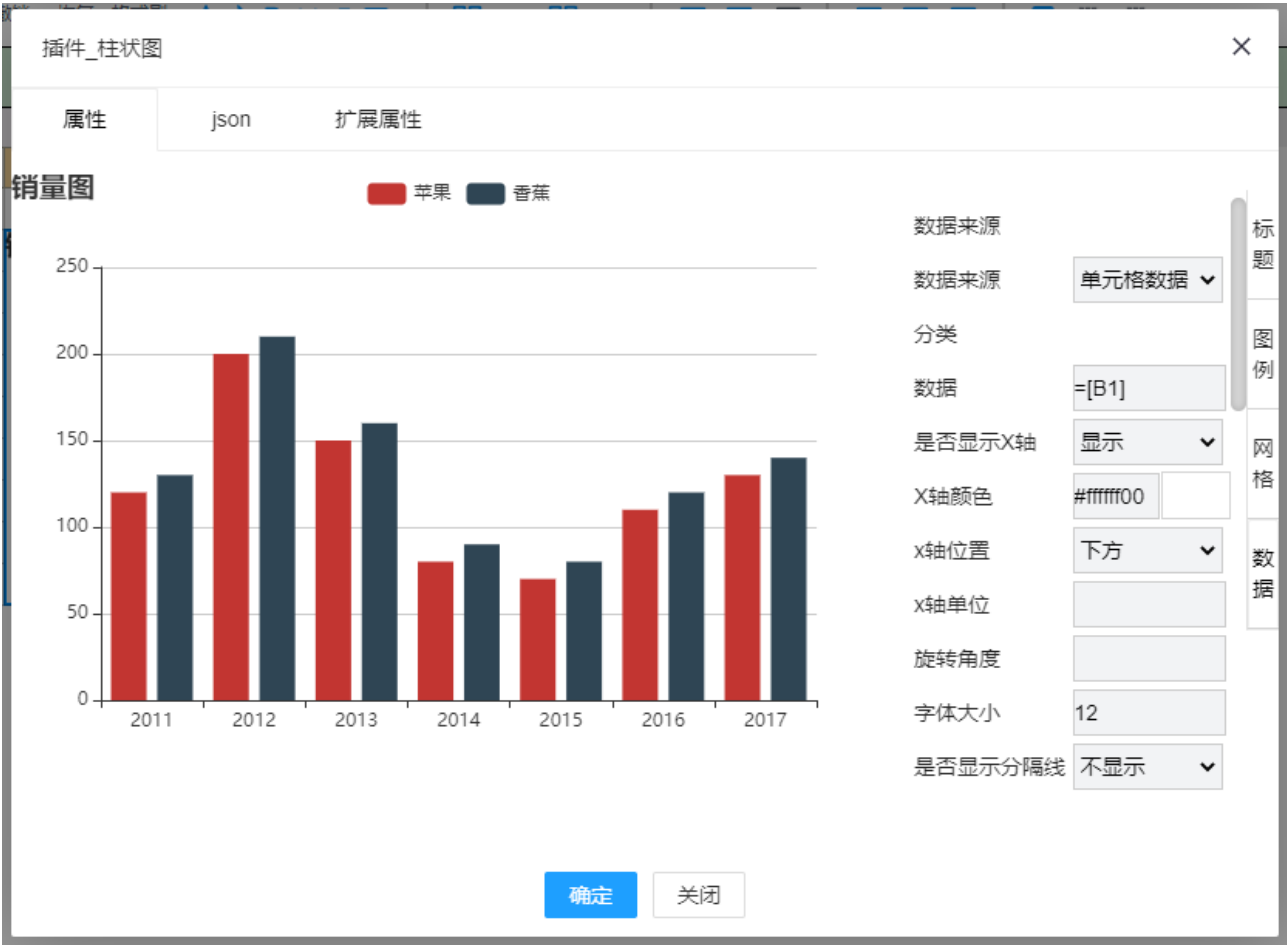 插件_柱状图
属性 json 扩展属性
销量图
苹果 香蕉
250
200
150
100
50
0
2011 2012 2013 2014 2015 2016 2017
数据来源
数据来源 单元格数据
分类
数据 =[B1]
是否显示X轴 显示
X轴颜色 #ffffff00
x轴位置 下方
x轴单位
旋转角度
字体大小 12
是否显示分隔线 不显示
标题
图例
网格
数据
确定 关闭